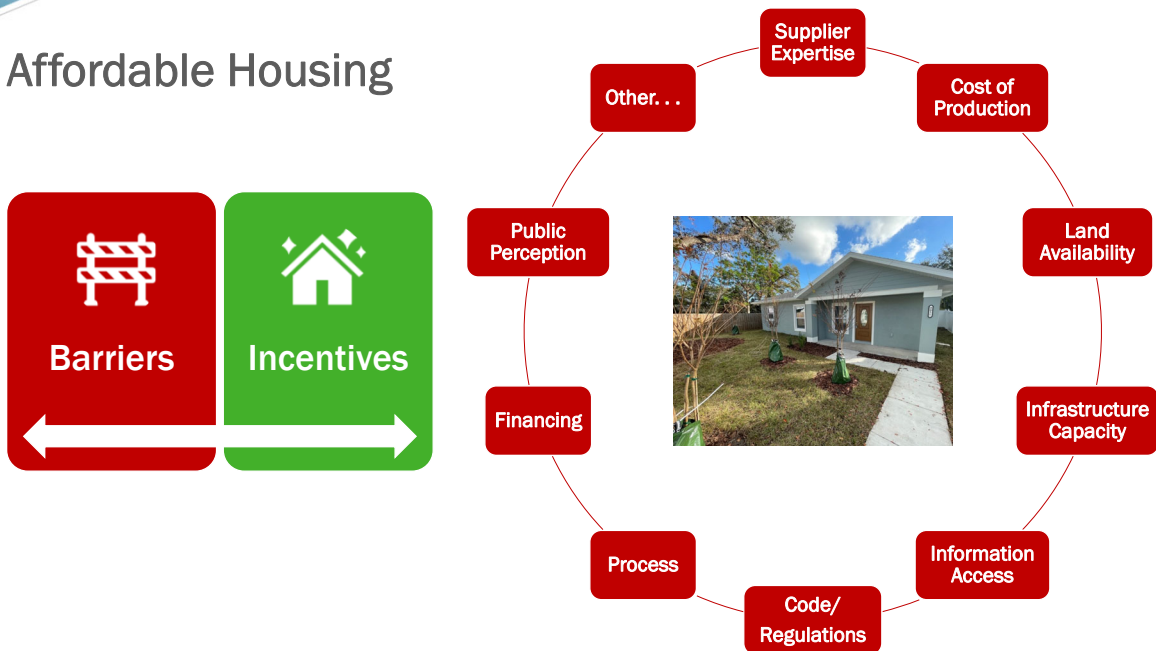 Affordable Housing
Barriers
Incentives
Supplier
Expertise
Cost of
Production
Land
Availability
Infrastructure
Capacity
Information
Access
Code/
Regulations
Process
Financing
Public
Perception
Other. . .